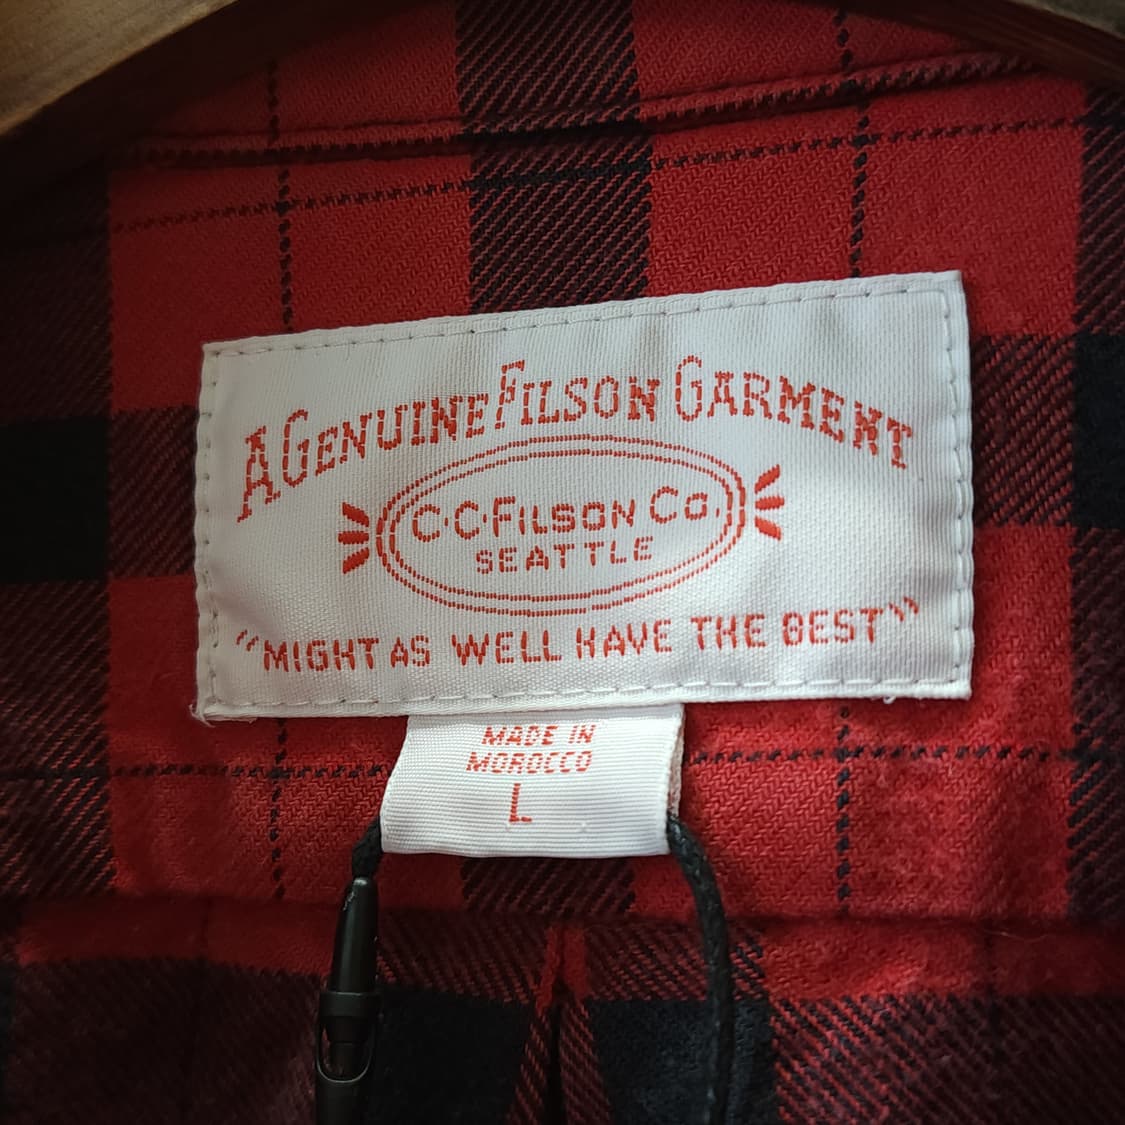 A GENUINE FILSON GARMENT
C.C. FILSON Co.
SEATTLE
"MIGHT AS WELL HAVE THE BEST"
MADE IN
MOROCCO
L